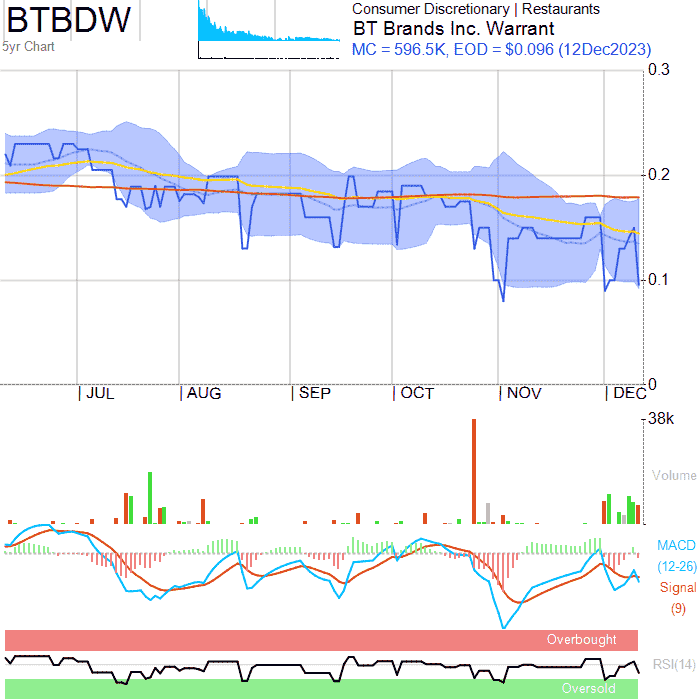 BTBDW
5yr Chart
Consumer Discretionary | Restaurants
BT Brands Inc. Warrant
MC = 596.5K, EOD = $0.096 (12Dec2023)
0.3
0.2
0.1
0
JUL
AUG
SEP
OCT
NOV
DEC
38k
Volume
MACD
(12-26)
Signal
(9)
Overbought
RSI(14)
Oversold